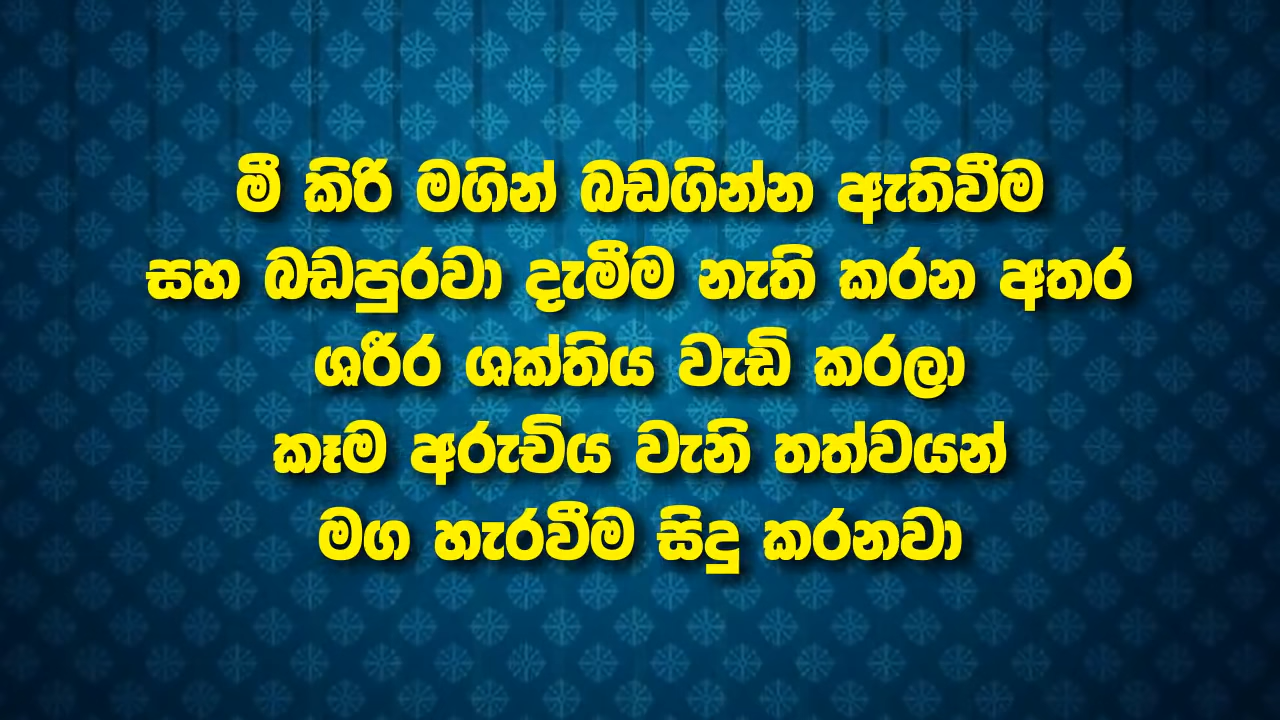 මී කිරි මගින් බඩගින්න ඇතිවීම
සහ බඩපුරවා දැමීම නැති කරන අතර
ශරීර ශක්තිය වැඩි කරලා
කෑම අරුචිය වැනි තත්වයන්
මග හැරවීම සිදු කරනවා